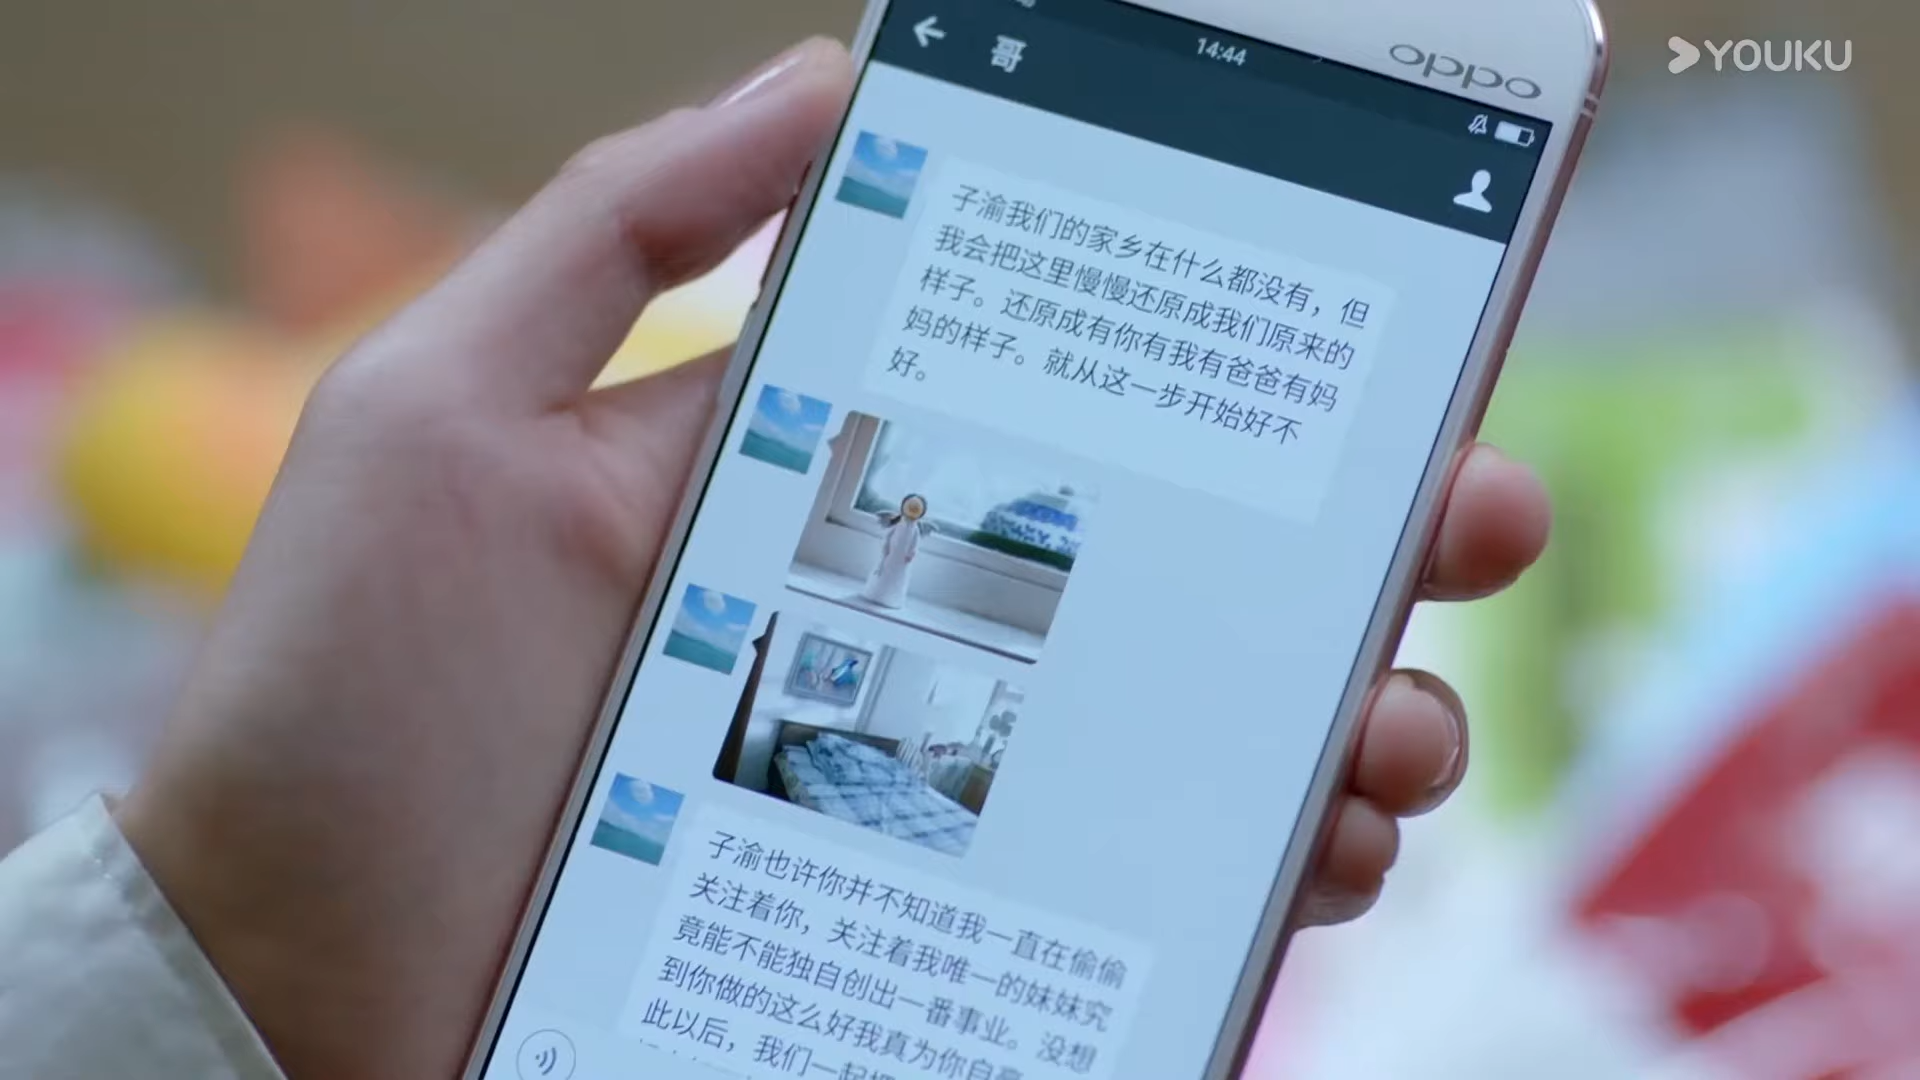 YOUKU
oppo
14:44
哥
子渝我们的家乡在什么都没有，但
我会把这里慢慢还原成我们原来的
样子。还原成有你有我有爸爸有妈
妈的样子。就从这一步开始好不
好。
子渝也许你并不知道我一直在偷偷
关注着你，关注着我唯一的妹妹究
竟能不能独自创出一番事业。没想
到你做的这么好我真为你自豪
此以后，我们一起把